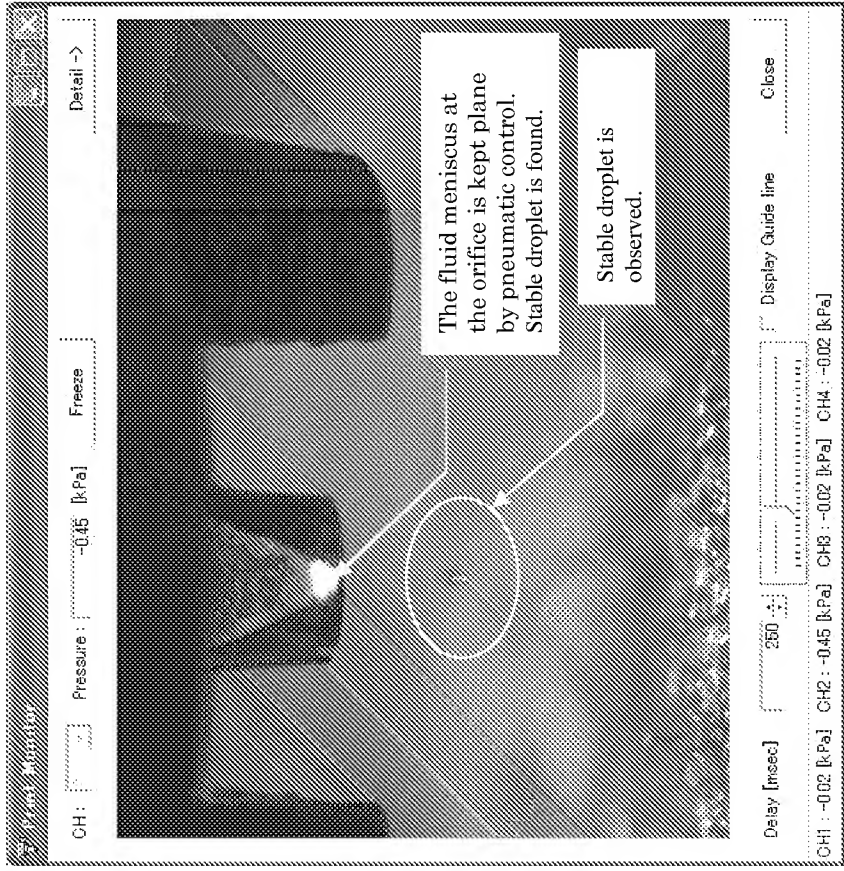 Print Monitor
CH :
Pressure : -0.45 [kPa]
Freeze
Detail ->
The fluid meniscus at
the orifice is kept plane
by pneumatic control.
Stable droplet is found.
Stable droplet is
observed.
Delay [msec] 250
Display Guide line
Close
CH1 : -0.02 [kPa] CH2 : -0.45 [kPa] CH3 : -0.02 [kPa] CH4 : -0.02 [kPa]